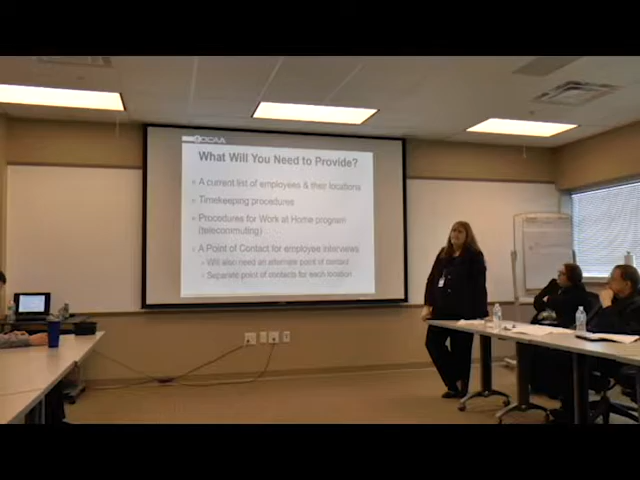 DCAA
What Will You Need to Provide?
A current list of employees & their locations
Timekeeping procedures
Procedures for Work at Home program
(telecommuting)
A Point of Contact for employee interviews
Will also need an alternate point of contact
Separate point of contacts for each location